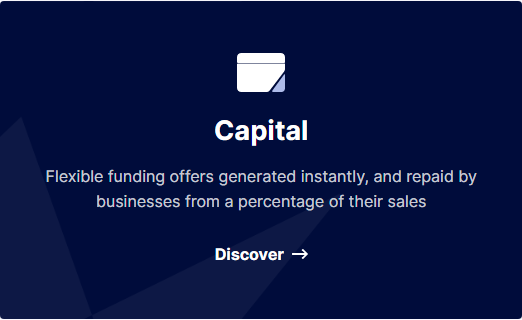 Capital
Flexible funding offers generated instantly, and repaid by
businesses from a percentage of their sales
Discover →